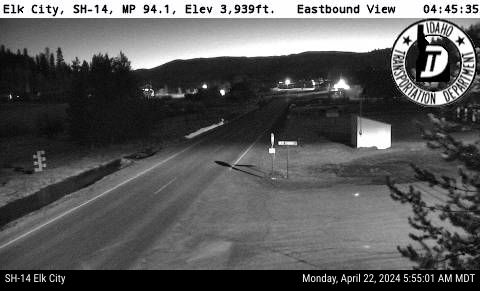 Elk City, SH-14, MP 94.1, Elev 3,939ft.   Eastbound View   04:45:35
IDAHO
TRANSPORTATION DEPARTMENT
SH-14 Elk City
Monday, April 22, 2024 5:55:01 AM MDT